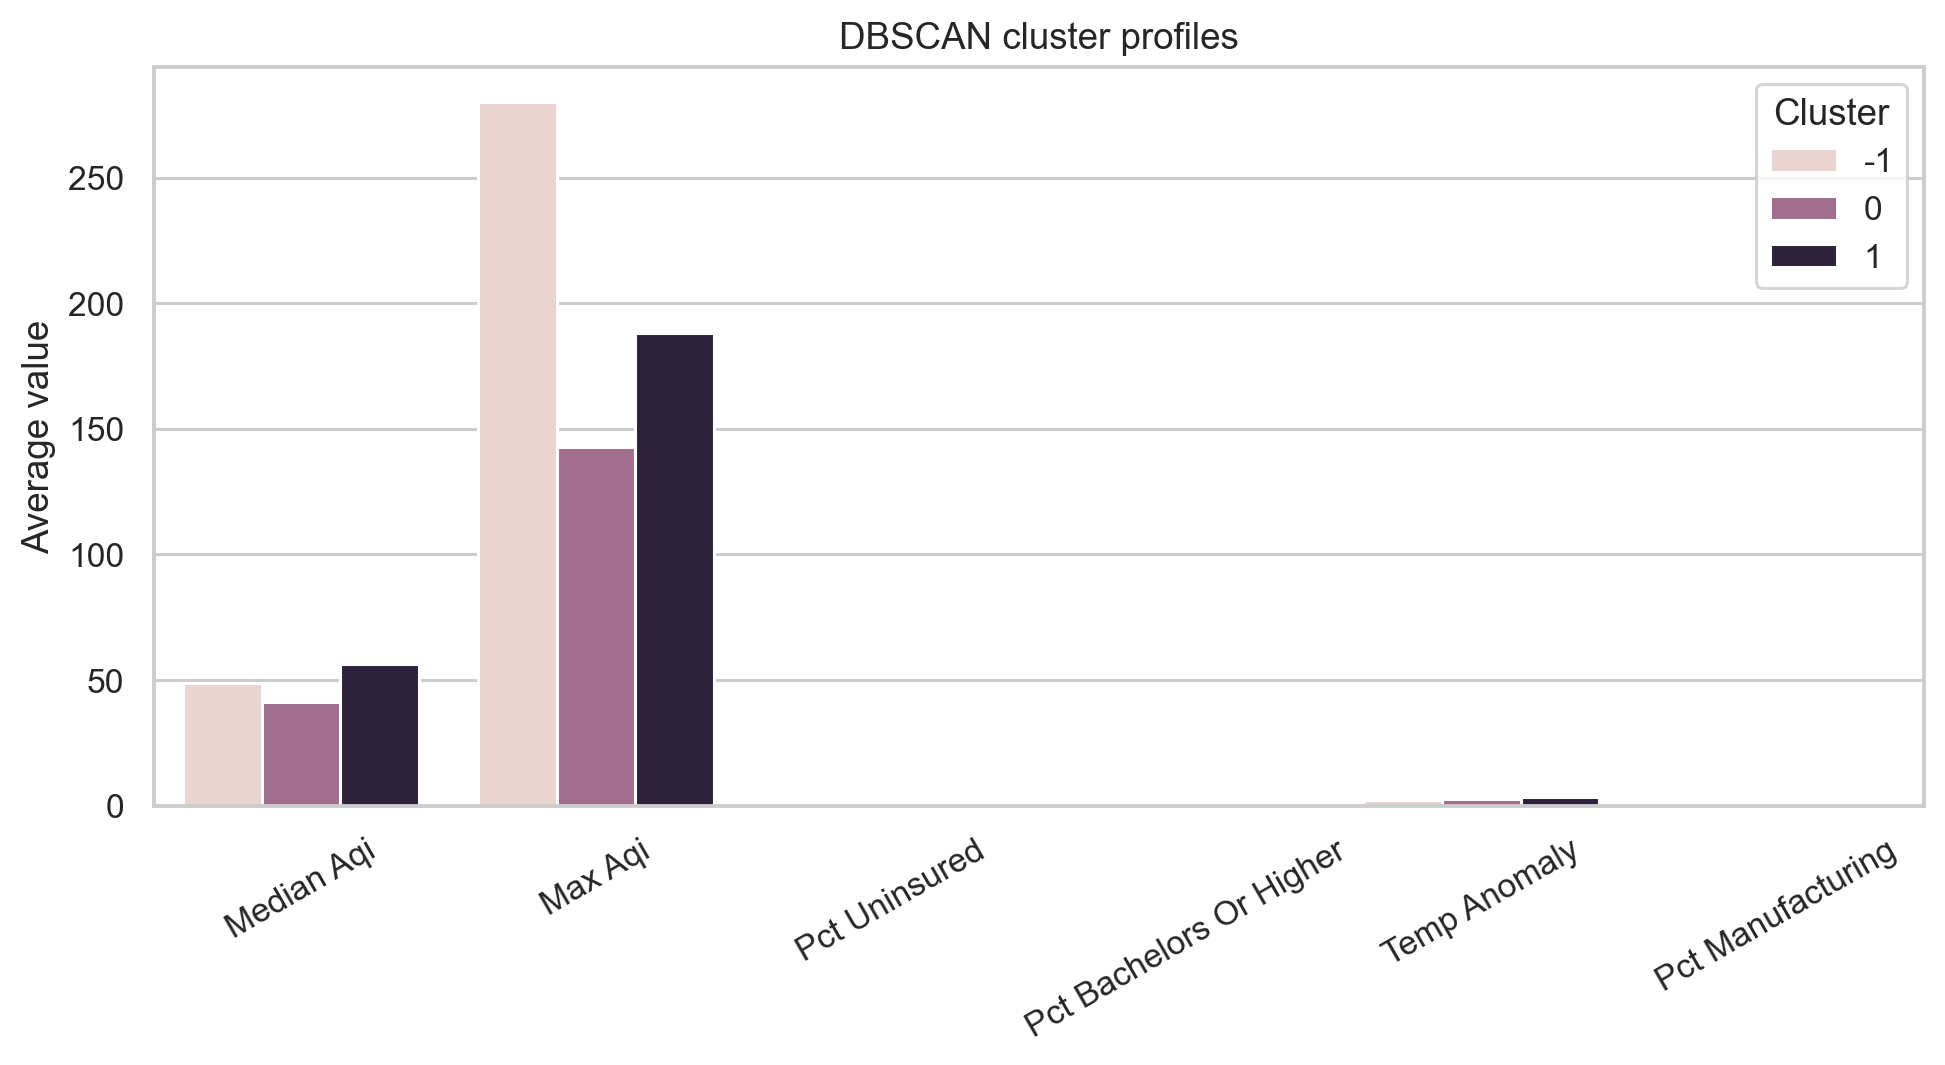 DBSCAN cluster profiles
Average value
250
200
150
100
50
0
Cluster
-1
0
1
Median Aqi
Max Aqi
Pct Uninsured
Pct Bachelors Or Higher
Temp Anomaly
Pct Manufacturing